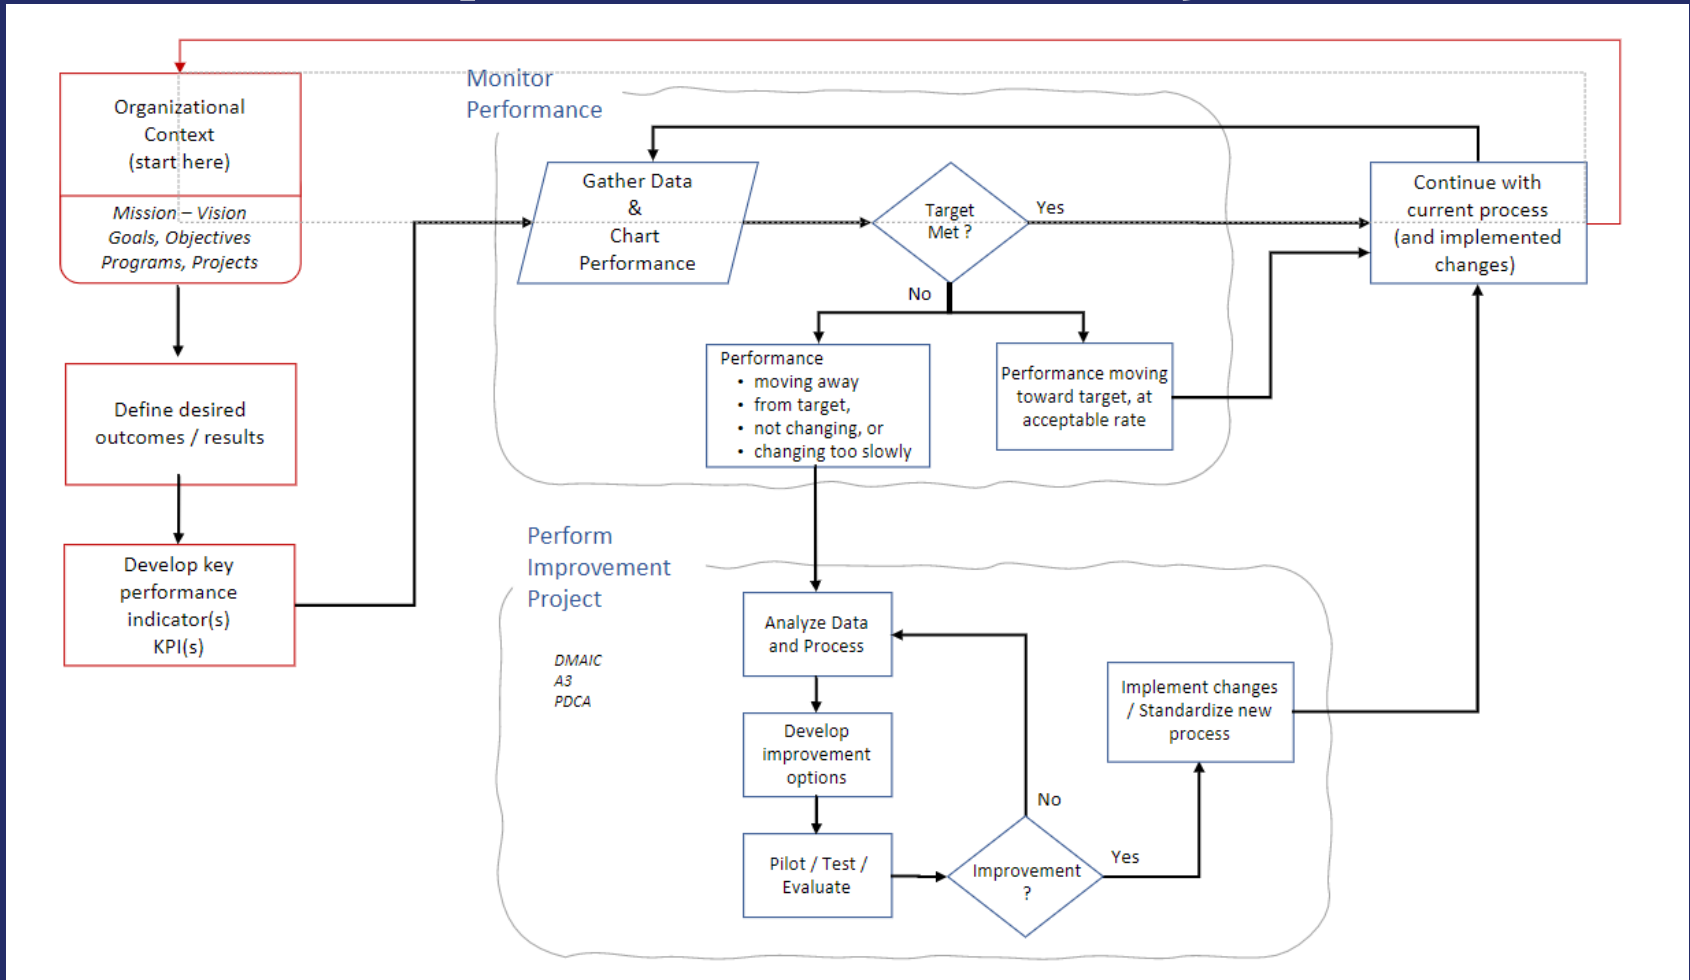 Organizational
Context
(start here)
Mission – Vision
Goals, Objectives
Programs, Projects
Define desired
outcomes / results
Develop key
performance
indicator(s)
KPI(s)
Monitor
Performance
Gather Data
&
Chart
Performance
Target
Met ?
Yes
No
Continue with
current process
(and implemented
changes)
Performance
• moving away
• from target,
• not changing, or
• changing too slowly
Performance moving
toward target, at
acceptable rate
Perform
Improvement
Project
DMAIC
A3
PDCA
Analyze Data
and Process
Develop
improvement
options
Pilot / Test /
Evaluate
Improvement
?
No
Yes
Implement changes
/ Standardize new
process